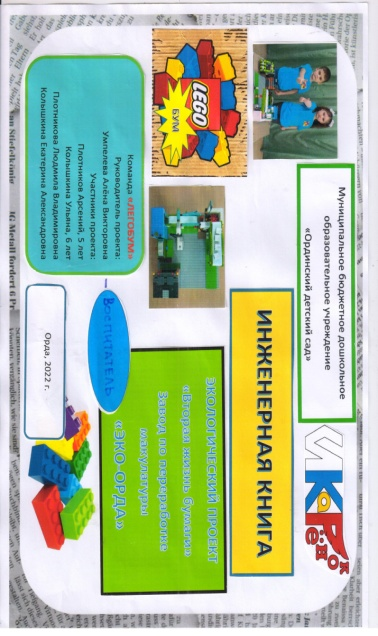 Муниципальное бюджетное дошкольное
образовательное учреждение
«Ординский детский сад»
ИКаРёнок
LEGO
БУМ
ИНЖЕНЕРНАЯ КНИГА
ЭКОЛОГИЧЕСКИЙ ПРОЕКТ
«Вторая жизнь бумаги»
Завод по переработке
макулатуры
«ЭКО-ОРДА»
Команда «ЛЕГОБУМ»
Руководитель проекта:
Умпелева Алёна Викторовна
Участники проекта:
Плотников Арсений, 5 лет
Колышкина Ульяна, 6 лет
Плотникова Людмила Владимировна
Колышкина Екатерина Александровна
Воспитатель
Орда, 2022 г.